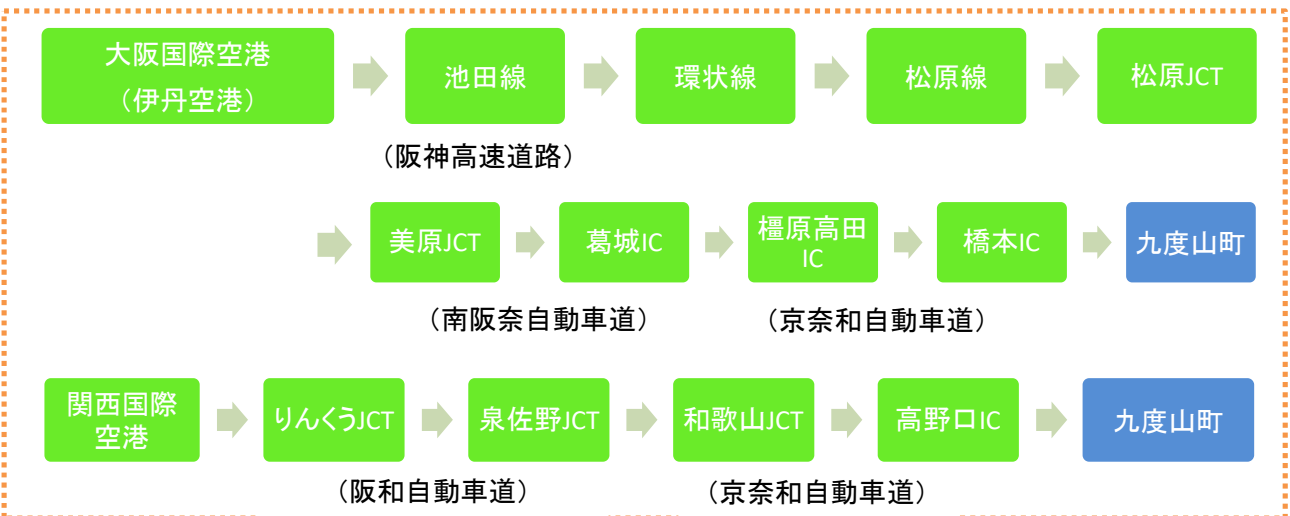 大阪国際空港
（伊丹空港）
池田線
環状線
松原線
松原JCT
（阪神高速道路）
美原JCT
葛城IC
橿原高田
IC
橋本IC
九度山町
（南阪奈自動車道）
（京奈和自動車道）
関西国際
空港
りんくうJCT
泉佐野JCT
和歌山JCT
高野口IC
九度山町
（阪和自動車道）
（京奈和自動車道）